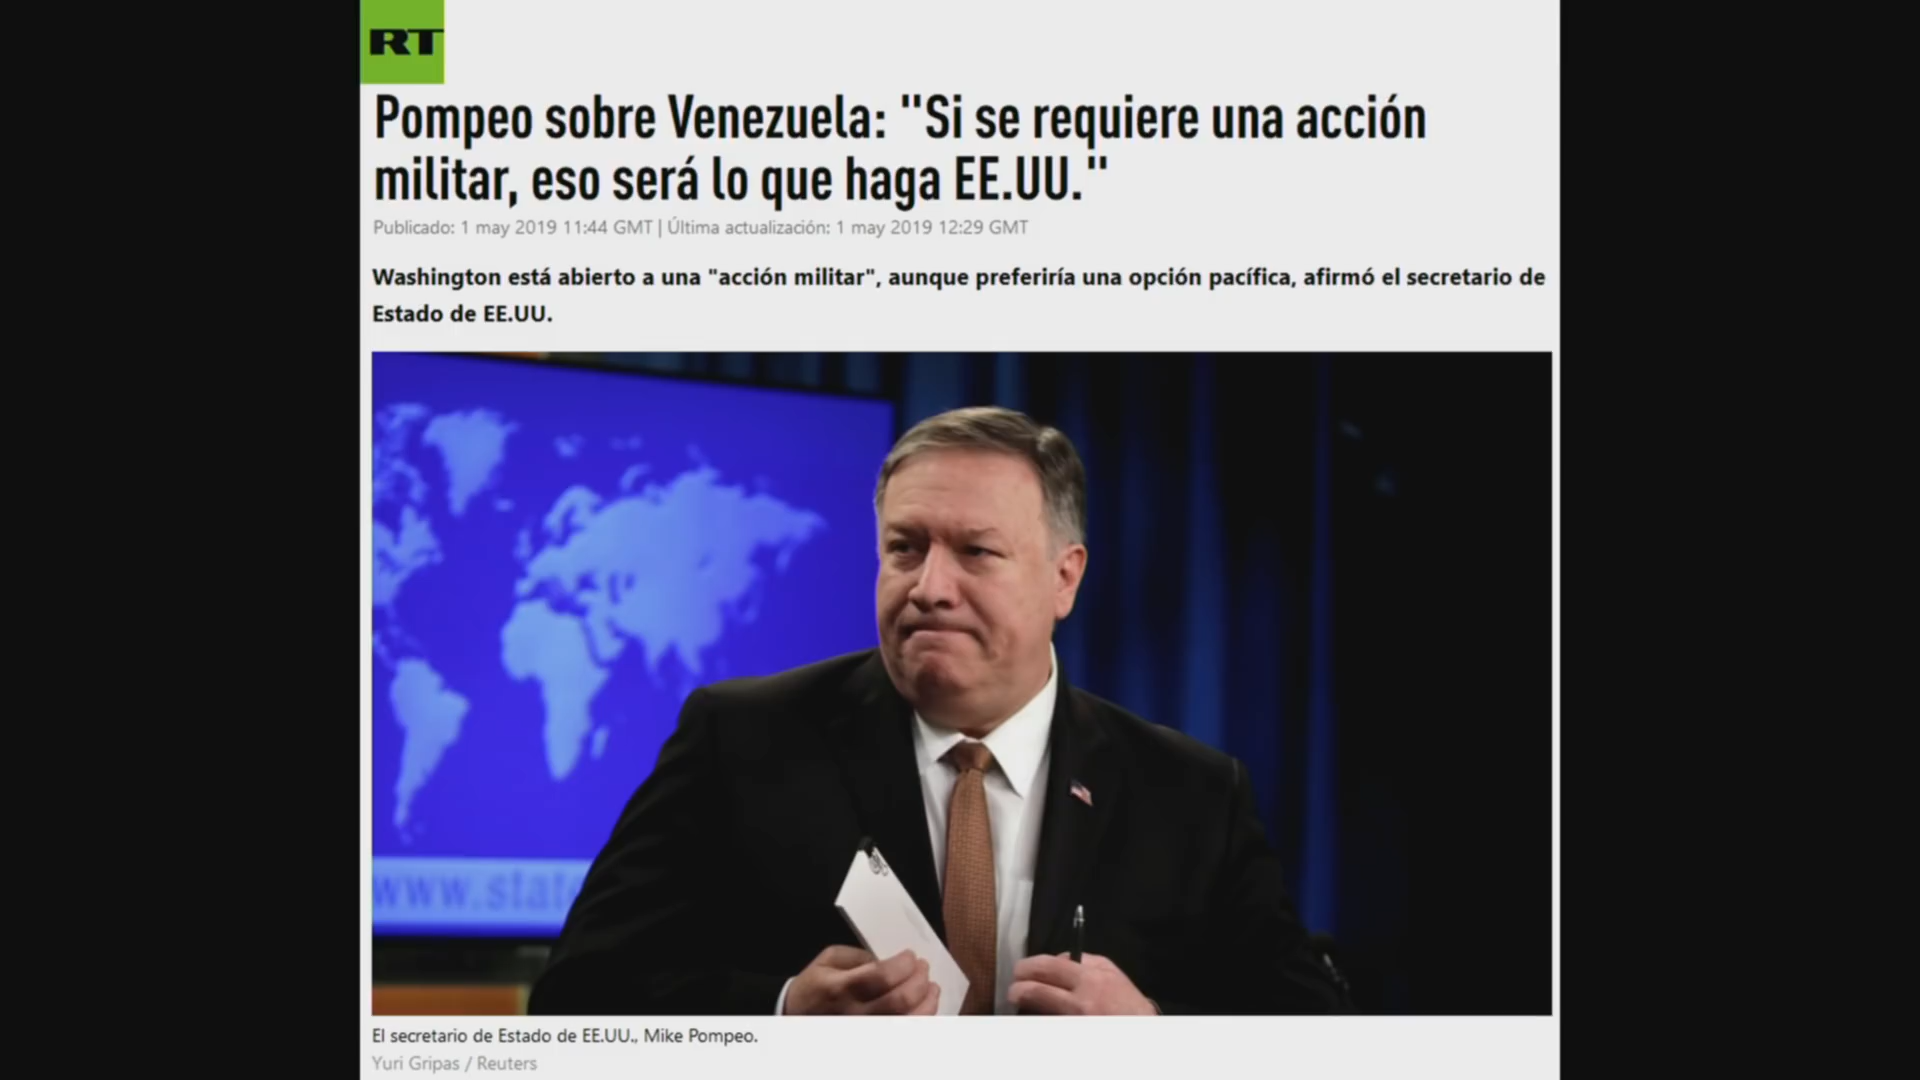 RT
Pompeo sobre Venezuela: "Si se requiere una acción
militar, eso será lo que haga EE.UU."
Publicado: 1 may 2019 11:44 GMT | Última actualización: 1 may 2019 12:29 GMT
Washington está abierto a una "acción militar", aunque preferiría una opción pacífica, afirmó el secretario de
Estado de EE.UU.
www.state
El secretario de Estado de EE.UU., Mike Pompeo.
Yuri Gripas / Reuters